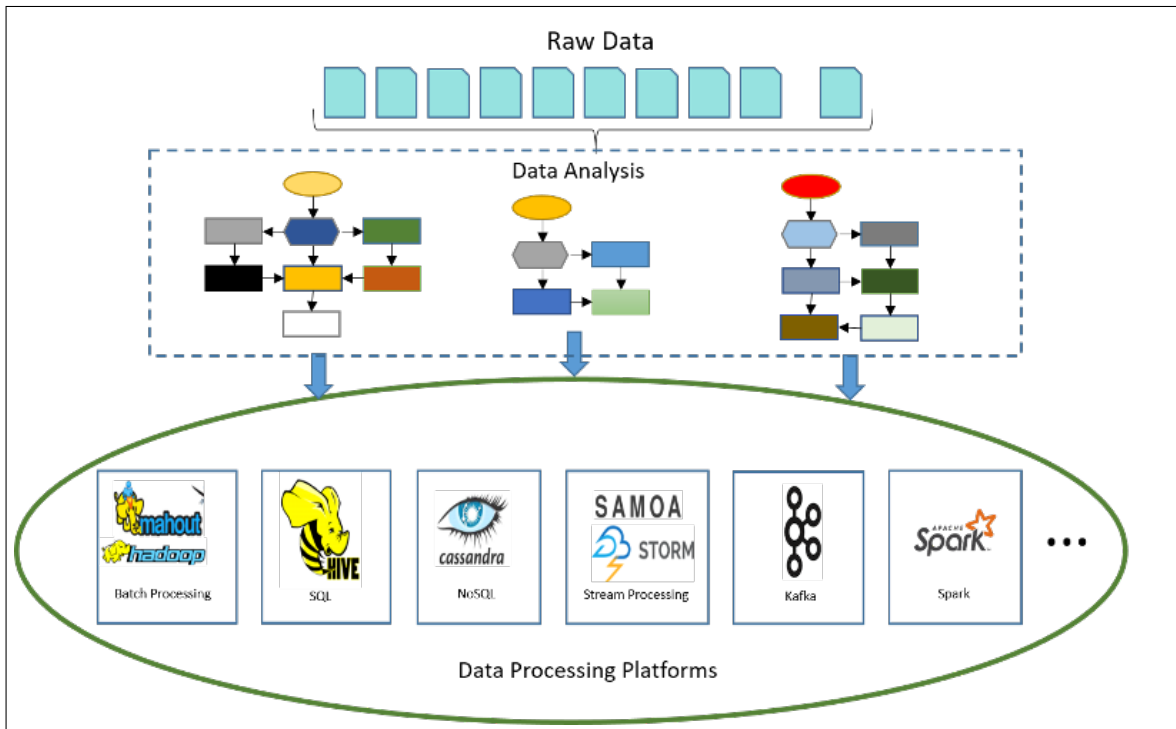 Raw Data
Data Analysis
mahout
hadoop
Batch Processing
HIVE
SQL
cassandra
NoSQL
SAMOA
STORM
Stream Processing
Kafka
APACHE
Spark
Spark
...
Data Processing Platforms